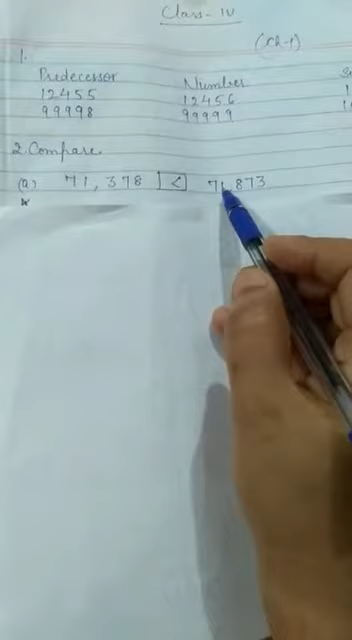 Class - IV
(Ch-1)
1.
Predecessor Number
12455 12456
99998 99999
2. Compare
(a) 71,378 < 71,873